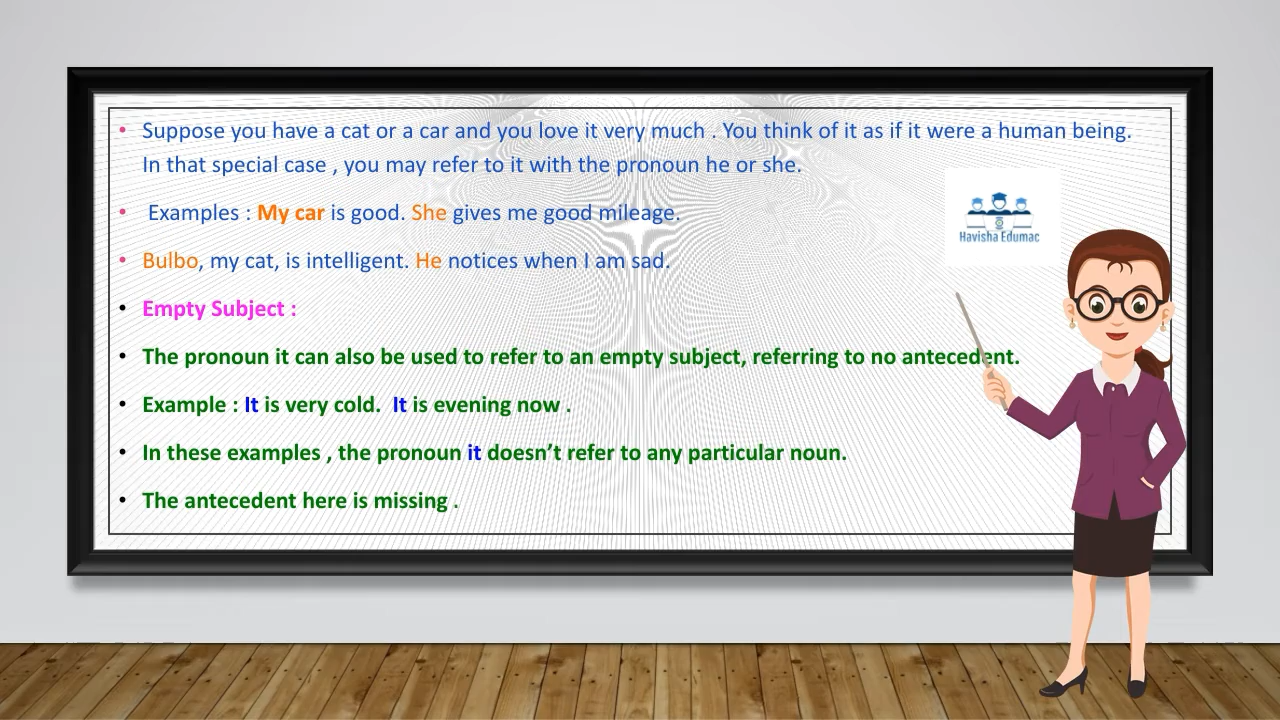 • Suppose you have a cat or a car and you love it very much . You think of it as if it were a human being.
In that special case , you may refer to it with the pronoun he or she.
• Examples : My car is good. She gives me good mileage.
• Bulbo, my cat, is intelligent. He notices when I am sad.
• Empty Subject :
• The pronoun it can also be used to refer to an empty subject, referring to no antecedent.
• Example : It is very cold. It is evening now .
• In these examples , the pronoun it doesn’t refer to any particular noun.
• The antecedent here is missing .
Havisha Edumac